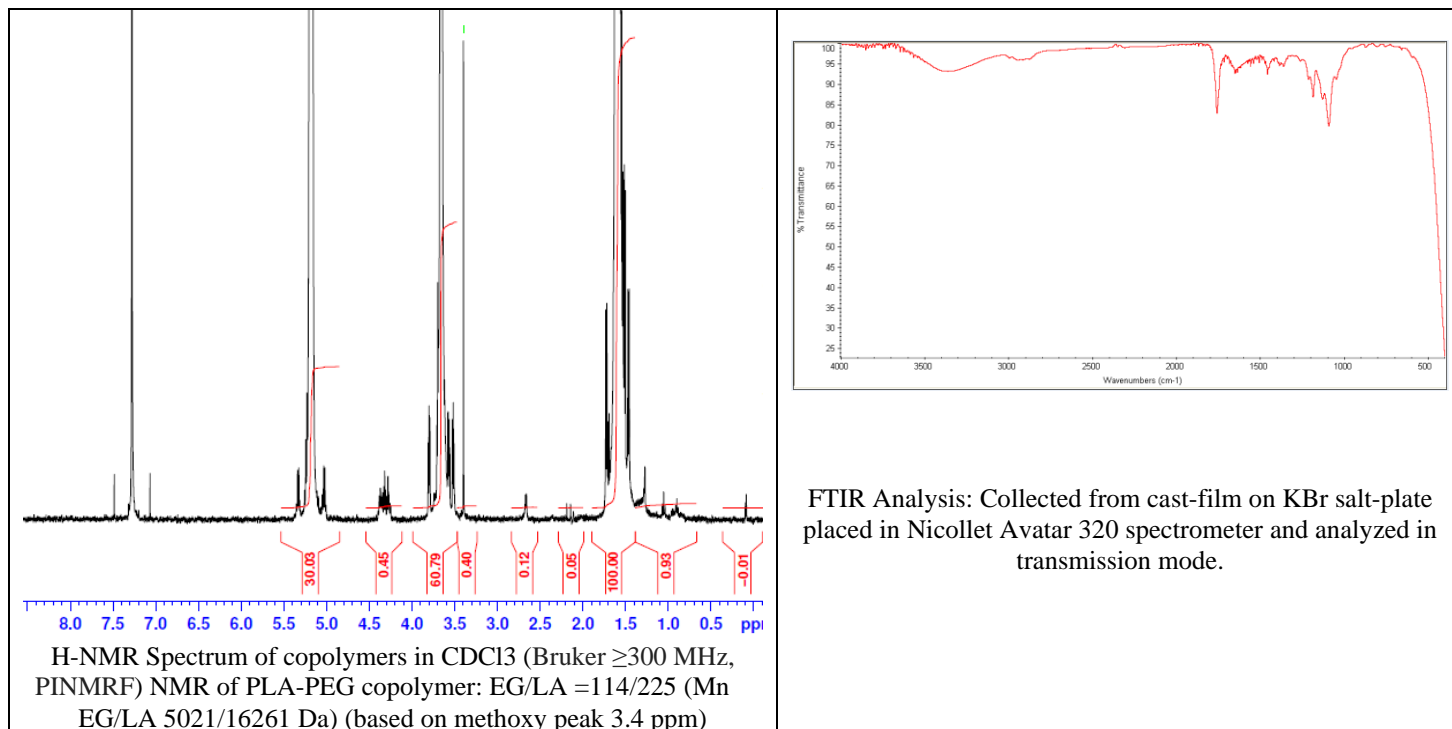 30.03
0.45
60.79
0.40
0.12
0.05
100.00
0.93
-0.01
8.0 7.5 7.0 6.5 6.0 5.5 5.0 4.5 4.0 3.5 3.0 2.5 2.0 1.5 1.0 0.5 ppm
H-NMR Spectrum of copolymers in CDCl3 (Bruker ≥300 MHz,
PINMRF) NMR of PLA-PEG copolymer: EG/LA =114/225 (Mn
EG/LA 5021/16261 Da) (based on methoxy peak 3.4 ppm)
100
95
90
85
80
75
70
65
60
55
50
45
40
35
30
25
% Transmittance
4000 3500 3000 2500 2000 1500 1000 500
Wavenumbers (cm-1)
FTIR Analysis: Collected from cast-film on KBr salt-plate
placed in Nicollet Avatar 320 spectrometer and analyzed in
transmission mode.